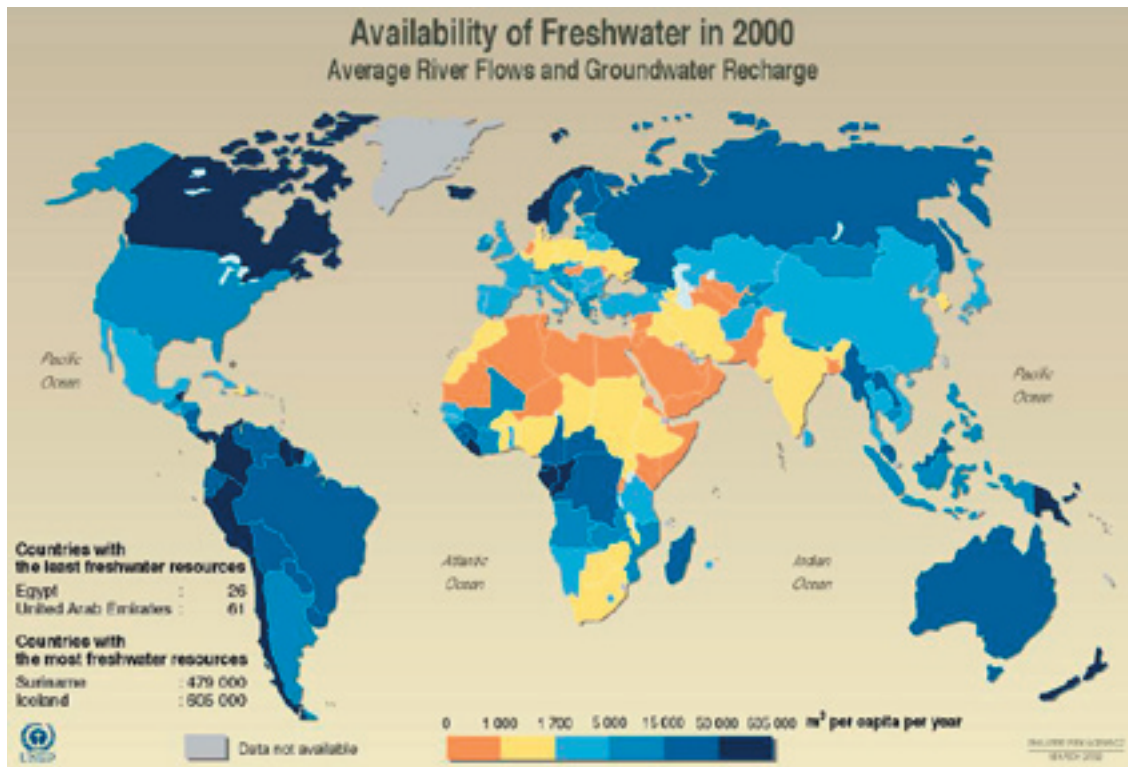 Availability of Freshwater in 2000
Average River Flows and Groundwater Recharge
Pacific
Ocean
Pacific
Ocean
Atlantic
Ocean
Indian
Ocean
Countries with
the least freshwater resources
Egypt : 26
United Arab Emirates : 61
Countries with
the most freshwater resources
Suriname : 479 000
Iceland : 605 000
0 1 000 1 700 5 000 15 000 50 000 605 000 m³ per capita per year
UNEP
Data not available
MARCH 2002